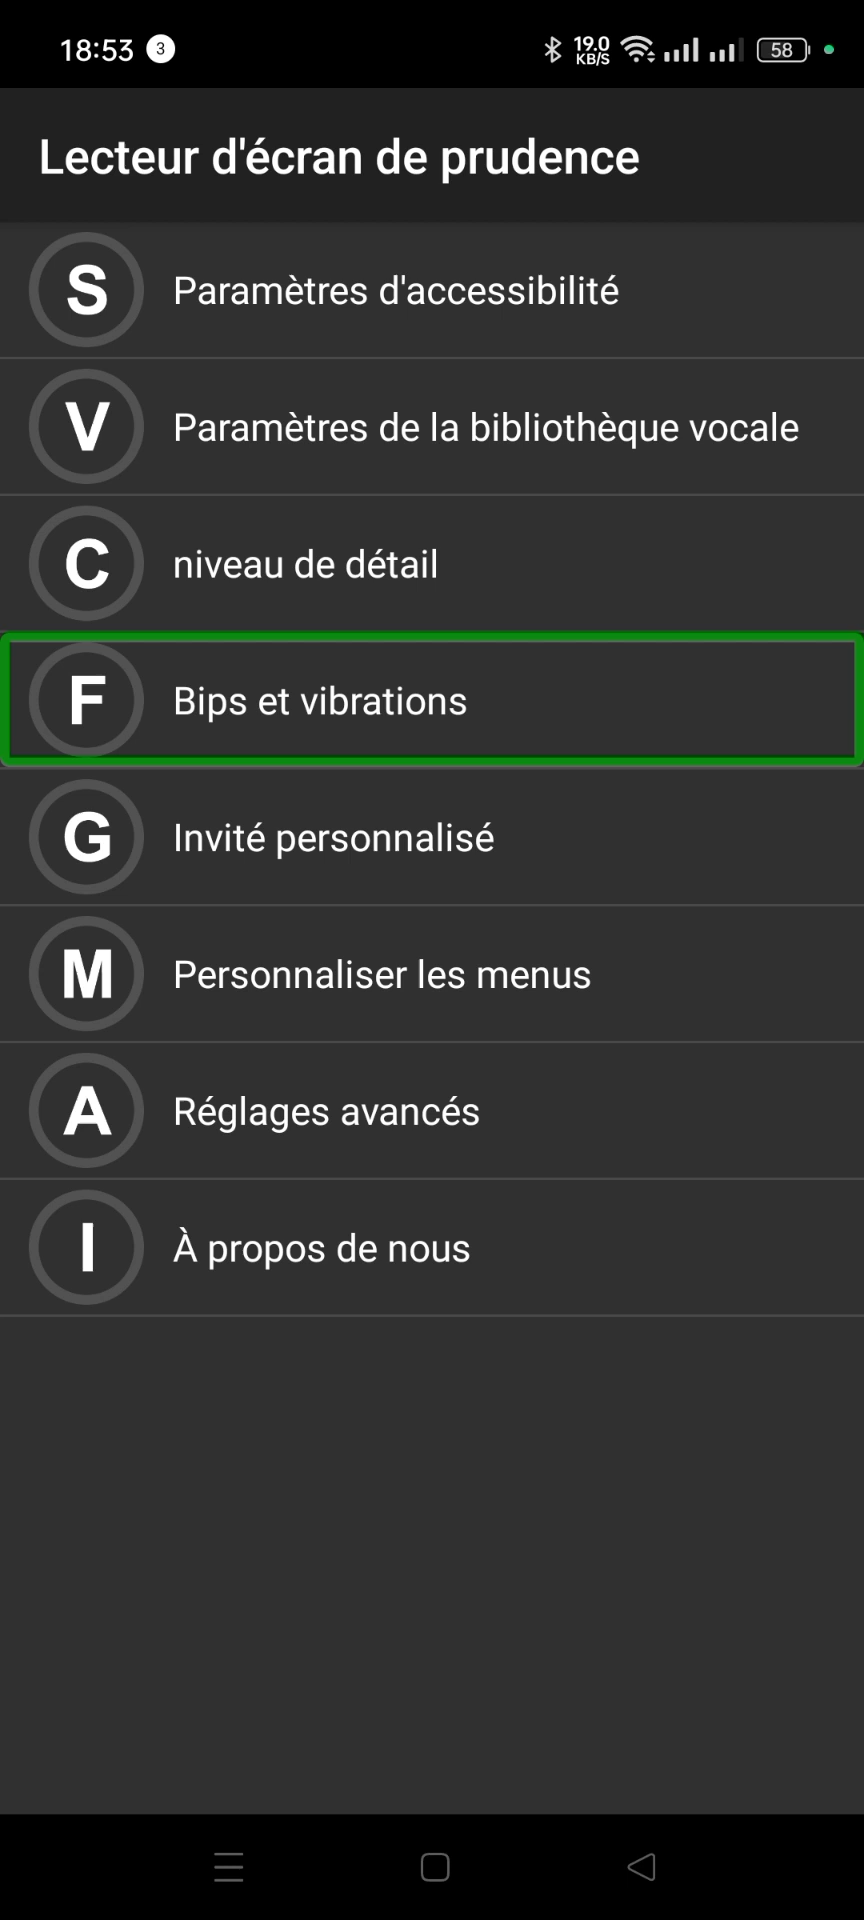 18:53 3 19.0 KB/S 58
Lecteur d'écran de prudence
S Paramètres d'accessibilité
V Paramètres de la bibliothèque vocale
C niveau de détail
F Bips et vibrations
G Invité personnalisé
M Personnaliser les menus
A Réglages avancés
I À propos de nous